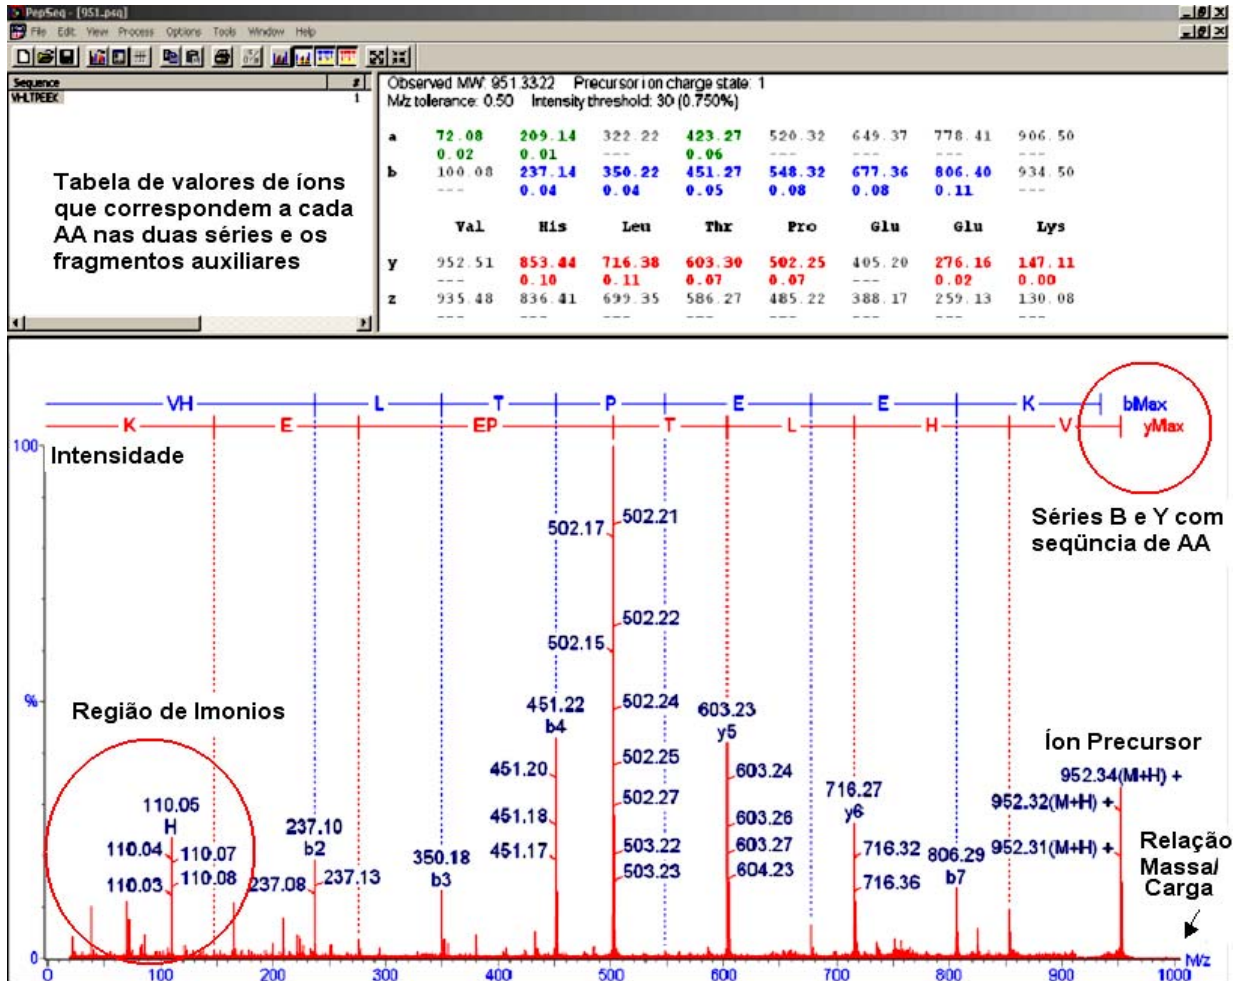 PepSeq - [951.psq]
File Edit View Process Options Tools Window Help
Sequence #
VHLTPEEK 1
Tabela de valores de íons
que correspondem a cada
AA nas duas séries e os
fragmentos auxiliares
Observed MW: 951.3322 Precursor ion charge state: 1
M/z tolerance: 0.50 Intensity threshold: 30 (0.750%)
a 72.08 209.14 322.22 423.27 520.32 649.37 778.41 906.50
0.02 0.01 --- 0.06 --- --- --- ---
b 100.08 237.14 350.22 451.27 548.32 677.36 806.40 934.50
--- 0.04 0.04 0.05 0.08 0.08 0.11 ---
Val His Leu Thr Pro Glu Glu Lys
y 952.51 853.44 716.38 603.30 502.25 405.20 276.16 147.11
--- 0.10 0.11 0.07 0.07 --- 0.02 0.00
z 935.48 836.41 699.35 586.27 485.22 388.17 259.13 130.08
--- --- --- --- --- --- --- ---
VH L T P E E K bMax
K E EP T L H V yMax
100
Intensidade
Séries B e Y com
seqüncia de AA
502.17 502.21
502.22
502.15
%
Região de Imonios
451.22
b4
502.24
603.23
y5
Íon Precursor
952.34(M+H) +
451.20
502.25
603.24
716.27
y6
952.32(M+H) +
110.05
H
237.10
b2
451.18
502.27
603.26
110.04 110.07
350.18
b3
451.17
503.22
603.27
716.32
806.29
b7
952.31(M+H) +
Relação
Massa/
Carga
110.03 110.08
237.08 237.13
503.23
604.23
716.36
0
0 100 200 300 400 500 600 700 800 900 1000 M/z